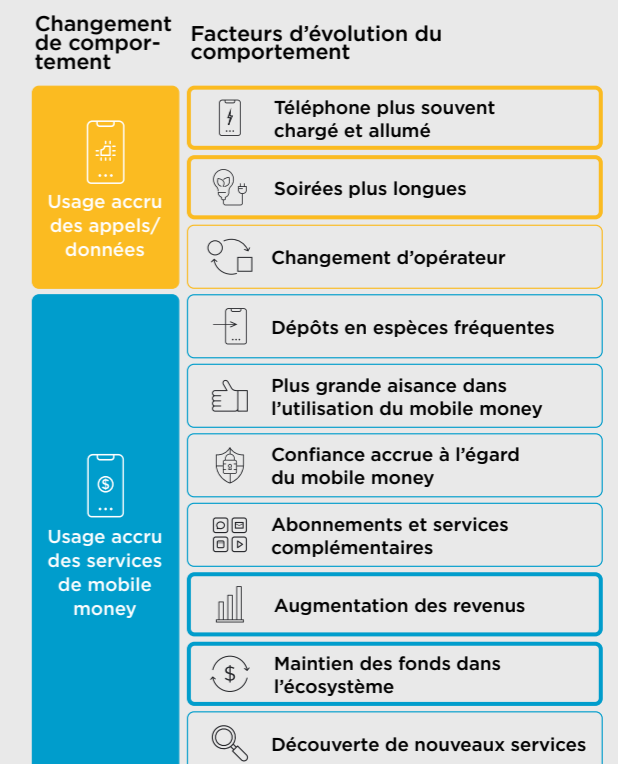 Changement
de compor-
tement
Facteurs d'évolution du
comportement
Usage accru
des appels/
données
Téléphone plus souvent
chargé et allumé
Soirées plus longues
Changement d'opérateur
$
Usage accru
des services
de mobile
money
Dépôts en espèces fréquentes
Plus grande aisance dans
l'utilisation du mobile money
Confiance accrue à l'égard
du mobile money
Abonnements et services
complémentaires
Augmentation des revenus
$
Maintien des fonds dans
l'écosystème
Découverte de nouveaux services